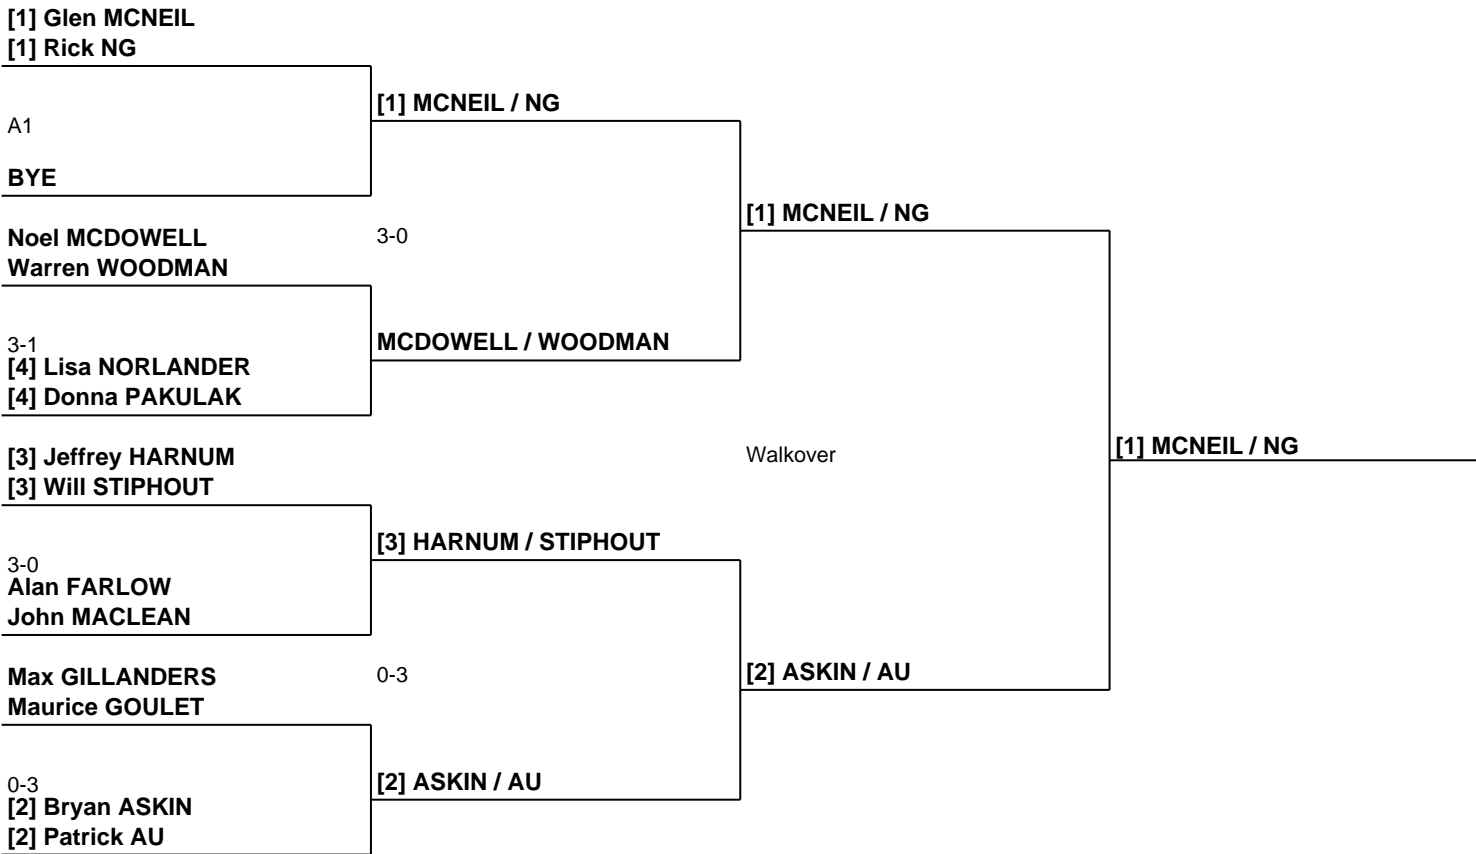 [1] Glen MCNEIL
[1] Rick NG
[1] MCNEIL / NG
A1
BYE
[1] MCNEIL / NG
Noel MCDOWELL
Warren WOODMAN
3-0
3-1
MCDOWELL / WOODMAN
[4] Lisa NORLANDER
[4] Donna PAKULAK
[1] MCNEIL / NG
Walkover
[3] Jeffrey HARNUM
[3] Will STIPHOUT
[3] HARNUM / STIPHOUT
3-0
Alan FARLOW
John MACLEAN
[2] ASKIN / AU
Max GILLANDERS
Maurice GOULET
0-3
0-3
[2] ASKIN / AU
[2] Bryan ASKIN
[2] Patrick AU